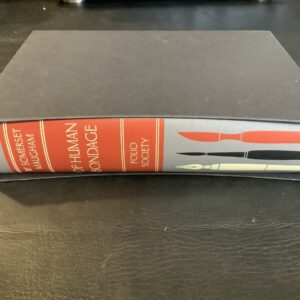 SOMERSET
MAUGHAM
OF HUMAN
BONDAGE
FOLIO
SOCIETY